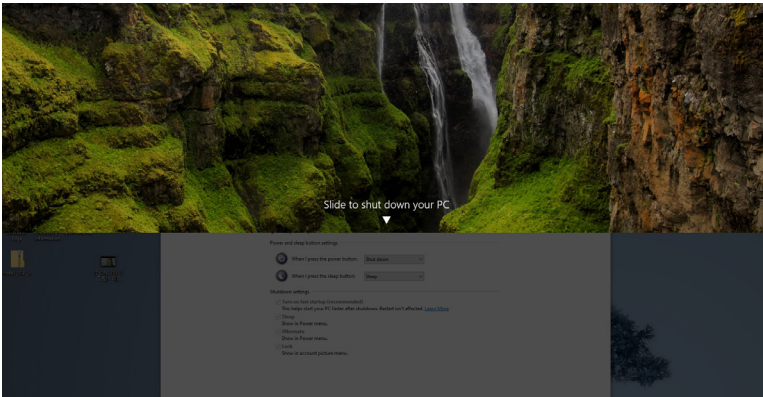 Slide to shut down your PC
Power and sleep button settings
When I press the power button: Shut down
When I press the sleep button: Sleep
Shutdown settings
Turn on fast startup (recommended)
This helps start your PC faster after shutdown. Restart isn't affected. Learn More
Sleep
Show in Power menu.
Hibernate
Show in Power menu.
Lock
Show in account picture menu.